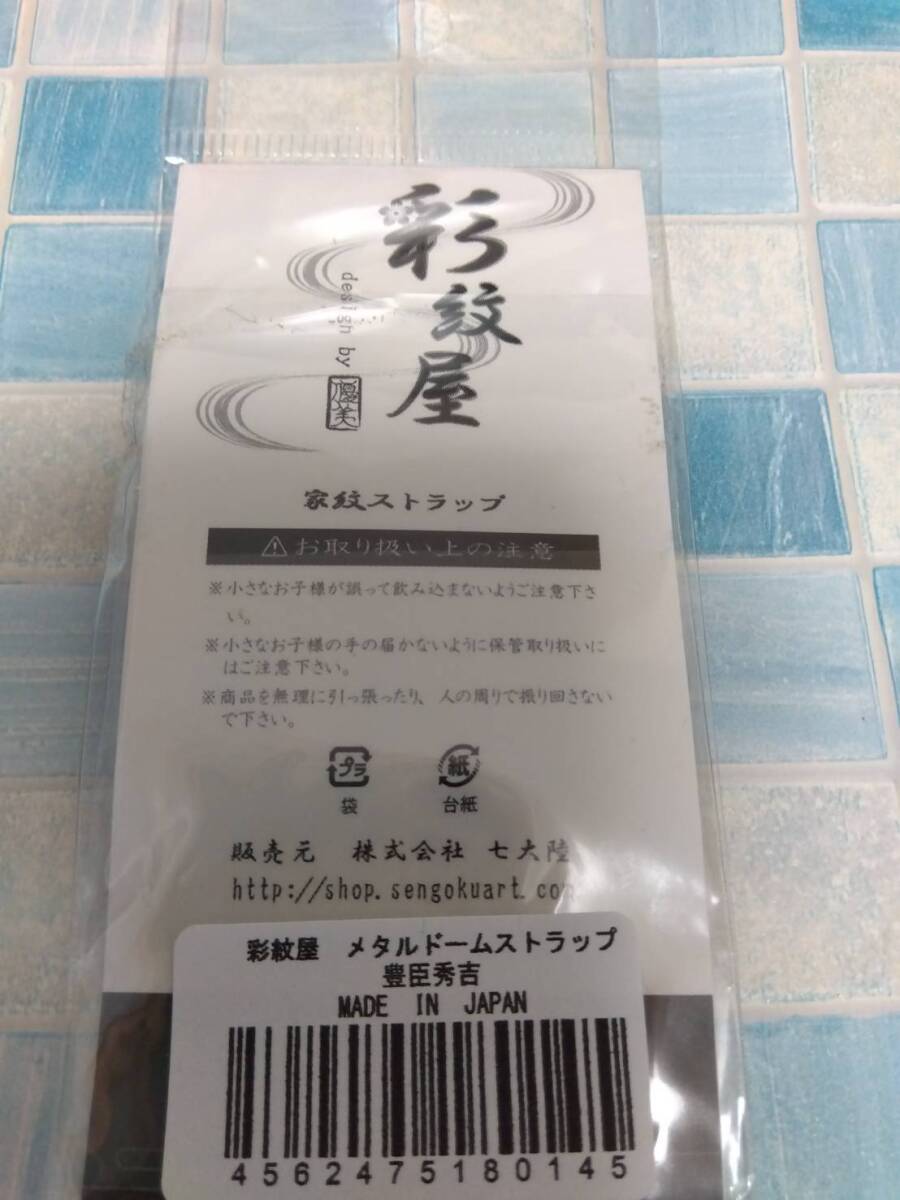 彩紋屋
design by 優美
家紋ストラップ
⚠お取り扱い上の注意
※小さなお子様が誤って飲み込まないようご注意下さ
い。
※小さなお子様の手の届かないように保管取り扱いに
はご注意下さい。
※商品を無理に引っ張ったり、人の周りで振り回さない
で下さい。
プラ
袋
紙
台紙
販売元 株式会社 七大陸
http://shop.sengokuart.com
彩紋屋 メタルドームストラップ
豊臣秀吉
MADE IN JAPAN
4562475180145